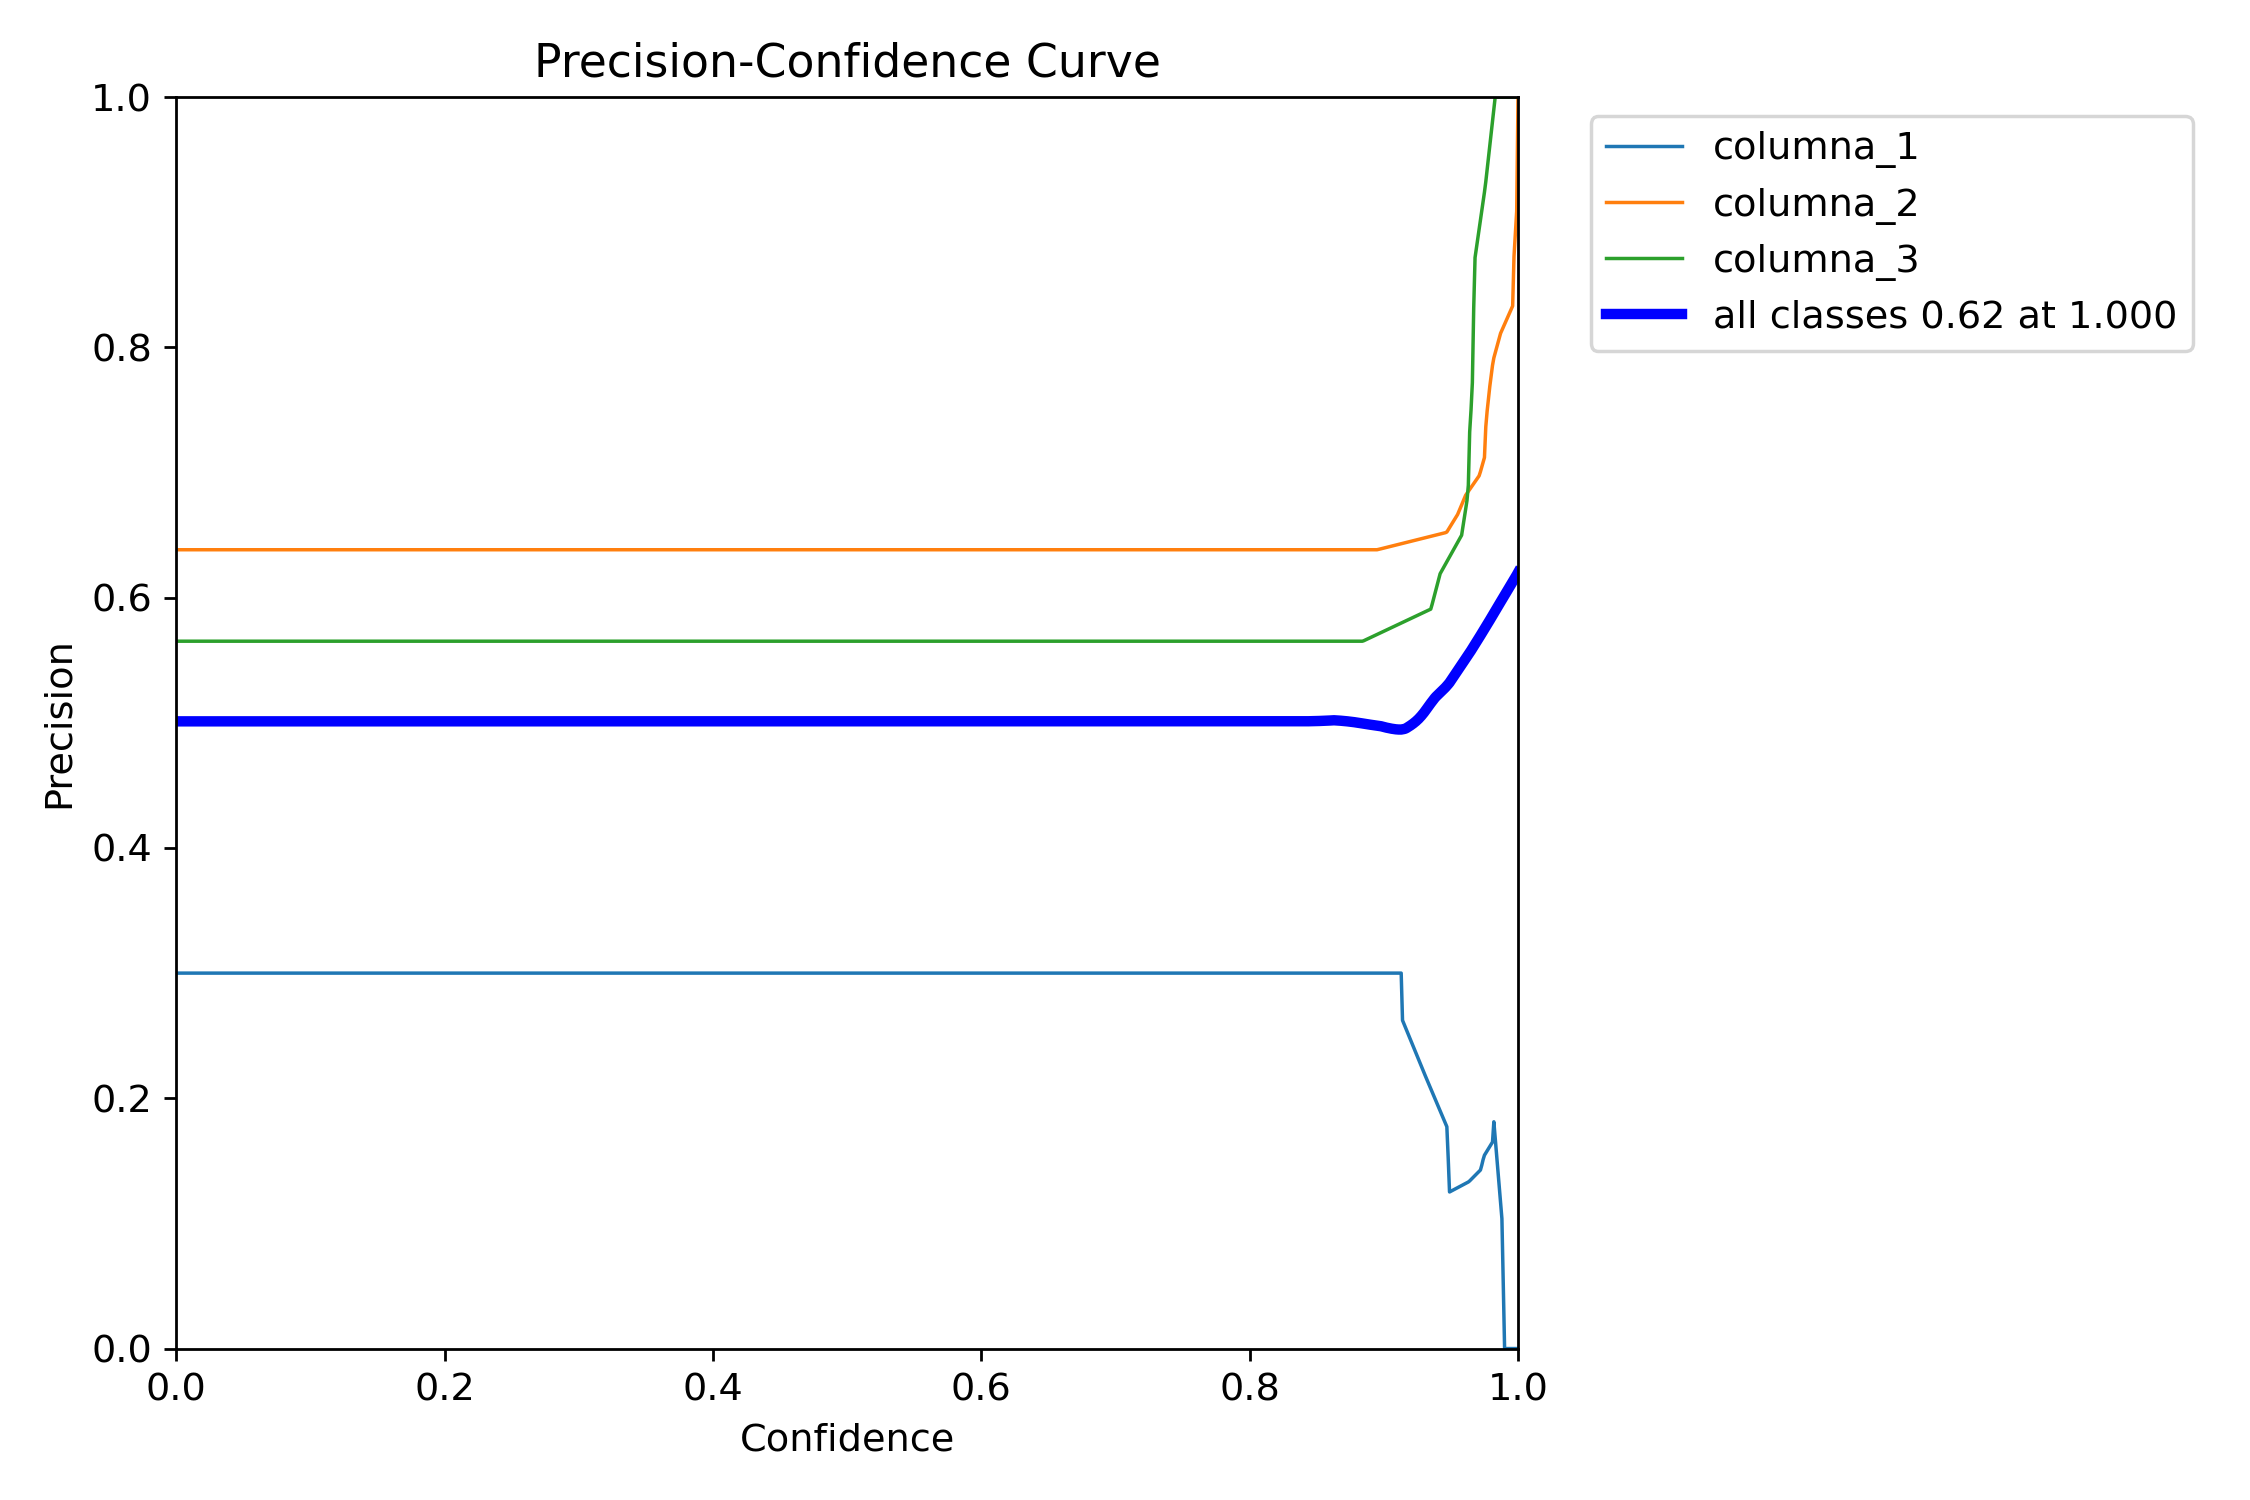 Precision-Confidence Curve
1.0
0.8
0.6
0.4
0.2
0.0
Precision
0.0 0.2 0.4 0.6 0.8 1.0
Confidence
columna_1
columna_2
columna_3
all classes 0.62 at 1.000